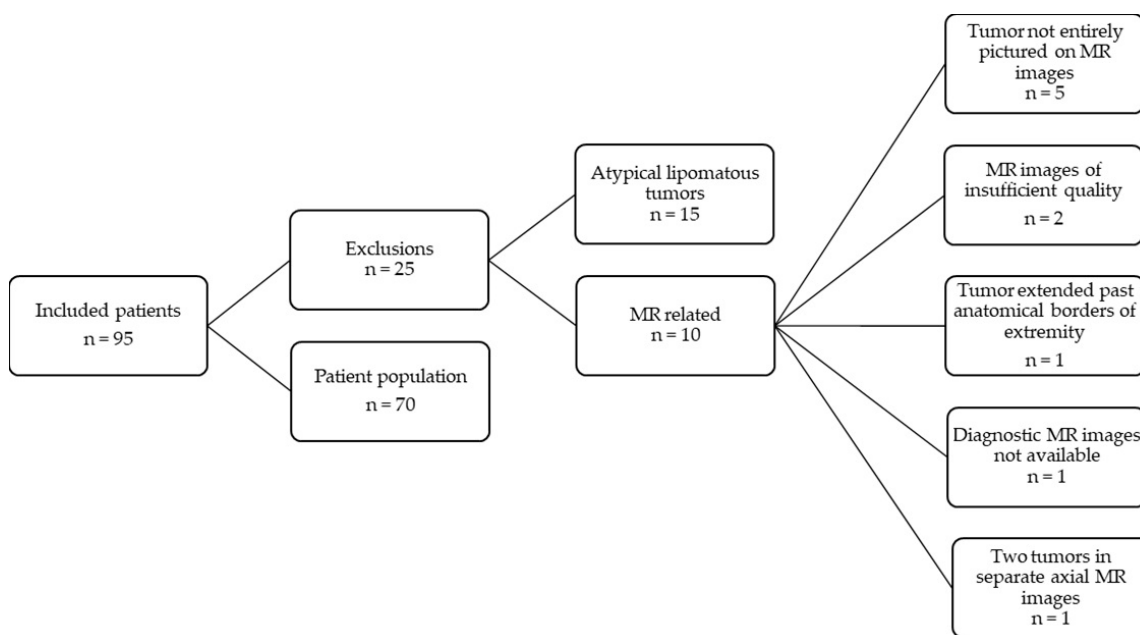 Included patients
n = 95
Exclusions
n = 25
Patient population
n = 70
Atypical lipomatous
tumors
n = 15
MR related
n = 10
Tumor not entirely
pictured on MR
images
n = 5
MR images of
insufficient quality
n = 2
Tumor extended past
anatomical borders of
extremity
n = 1
Diagnostic MR images
not available
n = 1
Two tumors in
separate axial MR
images
n = 1